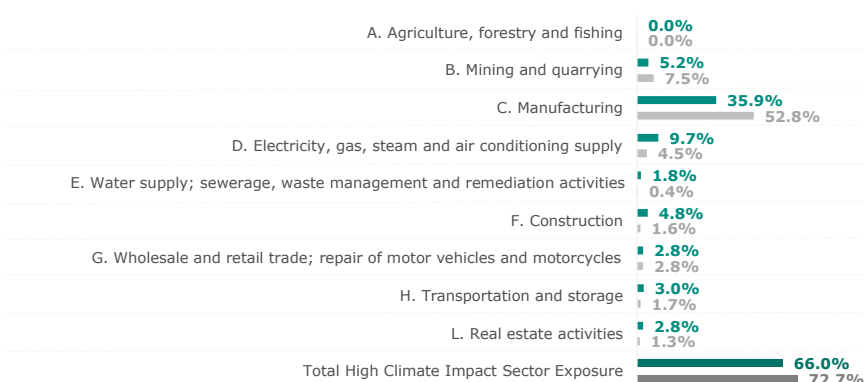 A. Agriculture, forestry and fishing
0.0%
0.0%
B. Mining and quarrying
5.2%
7.5%
C. Manufacturing
35.9%
52.8%
D. Electricity, gas, steam and air conditioning supply
9.7%
4.5%
E. Water supply; sewerage, waste management and remediation activities
1.8%
0.4%
F. Construction
4.8%
1.6%
G. Wholesale and retail trade; repair of motor vehicles and motorcycles
2.8%
2.8%
H. Transportation and storage
3.0%
1.7%
L. Real estate activities
2.8%
1.3%
Total High Climate Impact Sector Exposure
66.0%
72.7%